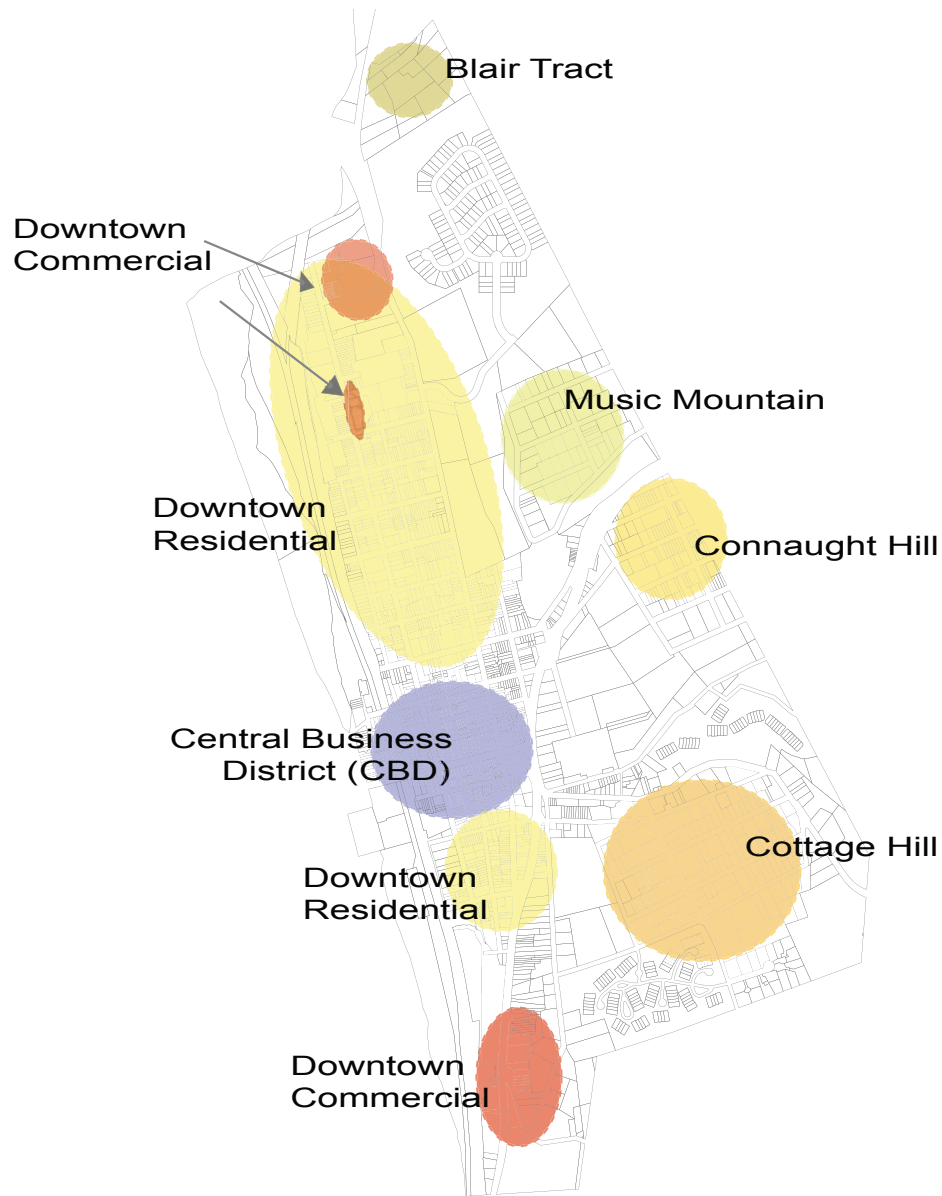 Blair Tract
Downtown
Commercial
Music Mountain
Downtown
Residential
Connaught Hill
Central Business
District (CBD)
Cottage Hill
Downtown
Residential
Downtown
Commercial